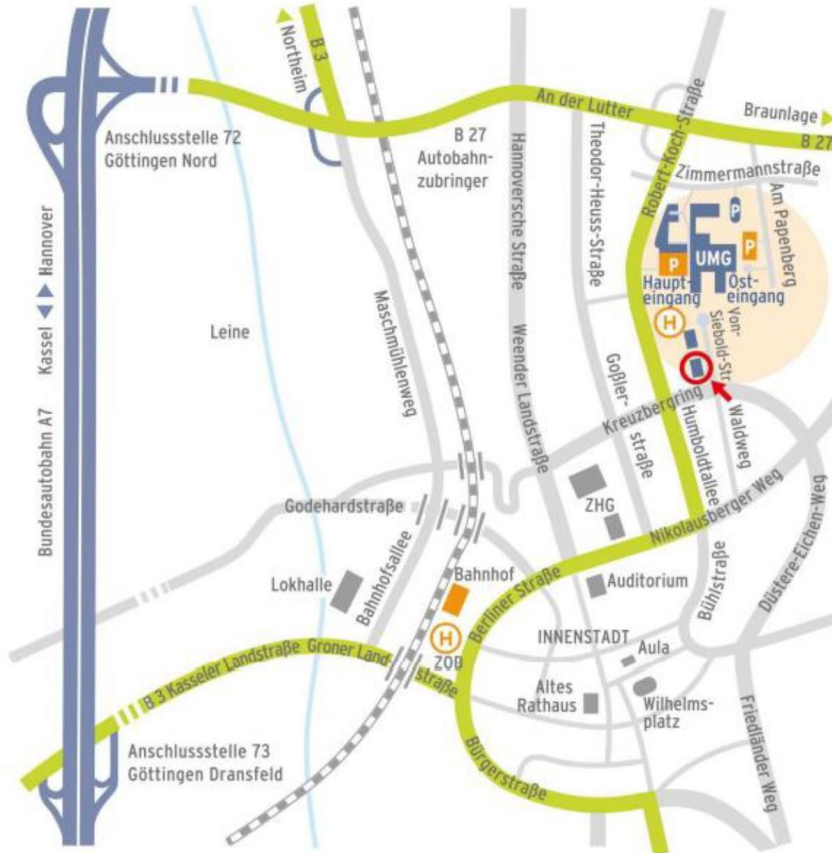 Northeim
B 3
An der Lutter
Braunlage
B 27
Anschlussstelle 72
Göttingen Nord
B 27
Autobahn-
zubringer
Hannoversche Straße
Theodor-Heuss-Straße
Robert-Koch-Straße
Zimmermannstraße
Am Papenberg
P
P
P
UMG
Haupt-
eingang
Ost-
eingang
H
Von-
Siebold-Str.
Kassel
Hannover
Leine
Maschmühlenweg
Weender Landstraße
Goßler-
straße
Kreuzbergring
Humboldtallee
Waldweg
Bundesautobahn A7
Godehardstraße
ZHG
Nikolausberger Weg
Düstere-Eichen-Weg
Lokhalle
Bahnhofsallee
Bahnhof
Berliner Straße
Auditorium
Bühlstraße
H
ZOB
INNENSTADT
Aula
B 3 Kasseler Landstraße
Groner Land
straße
Altes
Rathaus
Wilhelms-
platz
Friedländer Weg
Anschlussstelle 73
Göttingen Dransfeld
Bürgerstraße